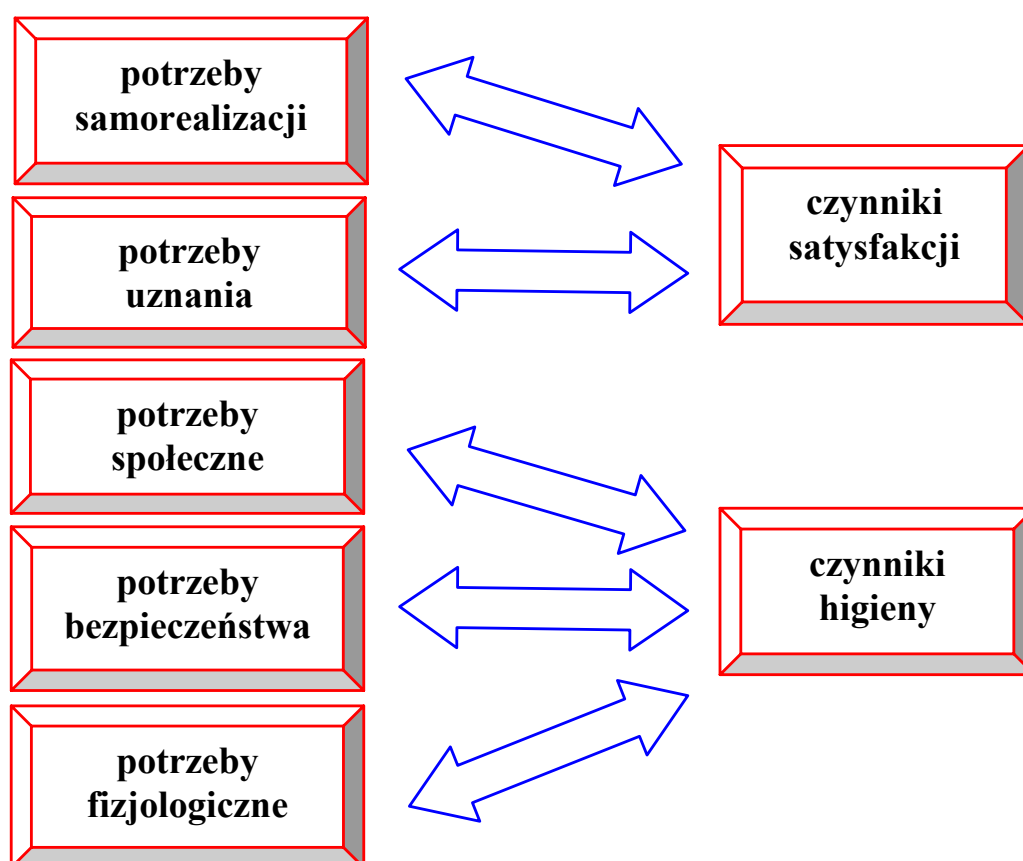 potrzeby
samorealizacji
potrzeby
uznania
potrzeby
społeczne
potrzeby
bezpieczeństwa
potrzeby
fizjologiczne
czynniki
satysfakcji
czynniki
higieny